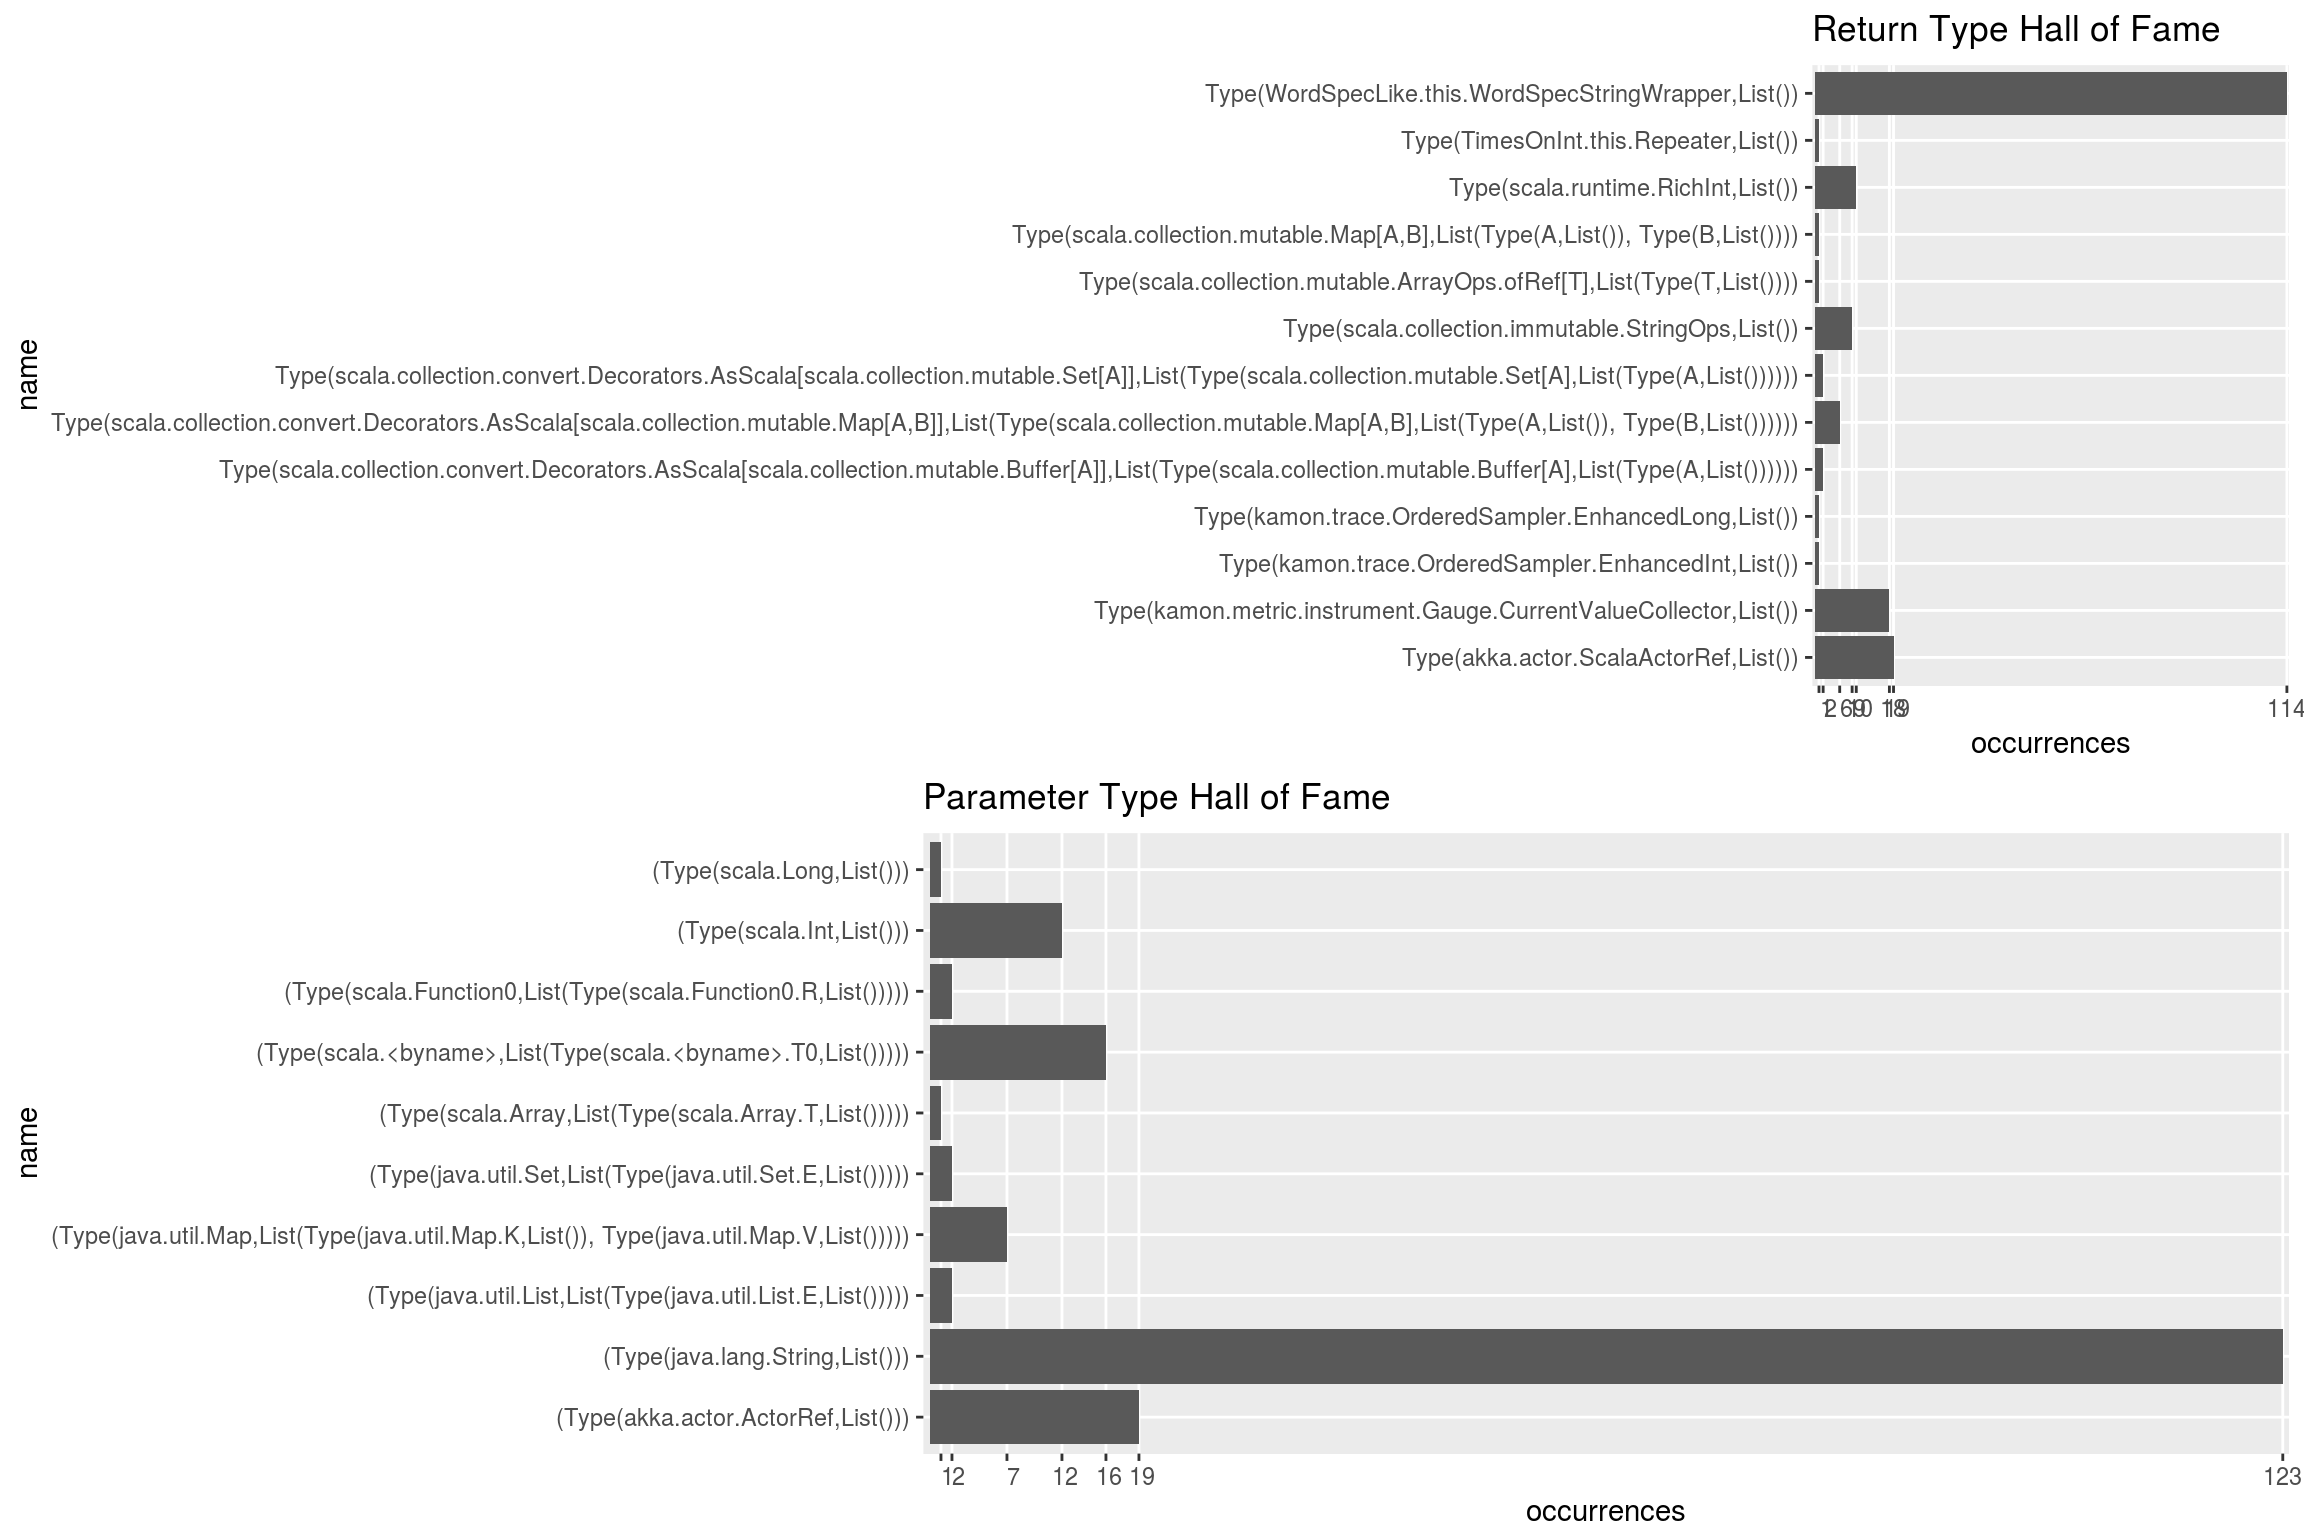 Return Type Hall of Fame
Type(WordSpecLike.this.WordSpecStringWrapper,List())
Type(TimesOnInt.this.Repeater,List())
Type(scala.runtime.RichInt,List())
Type(scala.collection.mutable.Map[A,B],List(Type(A,List()), Type(B,List())))
Type(scala.collection.mutable.ArrayOps.ofRef[T],List(Type(T,List())))
Type(scala.collection.immutable.StringOps,List())
Type(scala.collection.convert.Decorators.AsScala[scala.collection.mutable.Set[A]],List(Type(scala.collection.mutable.Set[A],List(Type(A,List())))))
Type(scala.collection.convert.Decorators.AsScala[scala.collection.mutable.Map[A,B]],List(Type(scala.collection.mutable.Map[A,B],List(Type(A,List()), Type(B,List())))))
Type(scala.collection.convert.Decorators.AsScala[scala.collection.mutable.Buffer[A]],List(Type(scala.collection.mutable.Buffer[A],List(Type(A,List())))))
Type(kamon.trace.OrderedSampler.EnhancedLong,List())
Type(kamon.trace.OrderedSampler.EnhancedInt,List())
Type(kamon.metric.instrument.Gauge.CurrentValueCollector,List())
Type(akka.actor.ScalaActorRef,List())
name
1 2 6 9 10 18 19 114
occurrences
Parameter Type Hall of Fame
(Type(scala.Long,List()))
(Type(scala.Int,List()))
(Type(scala.Function0,List(Type(scala.Function0.R,List()))))
(Type(scala.<byname>,List(Type(scala.<byname>.T0,List()))))
(Type(scala.Array,List(Type(scala.Array.T,List()))))
(Type(java.util.Set,List(Type(java.util.Set.E,List()))))
(Type(java.util.Map,List(Type(java.util.Map.K,List()), Type(java.util.Map.V,List()))))
(Type(java.util.List,List(Type(java.util.List.E,List()))))
(Type(java.lang.String,List()))
(Type(akka.actor.ActorRef,List()))
name
1 2 7 12 16 19 123
occurrences